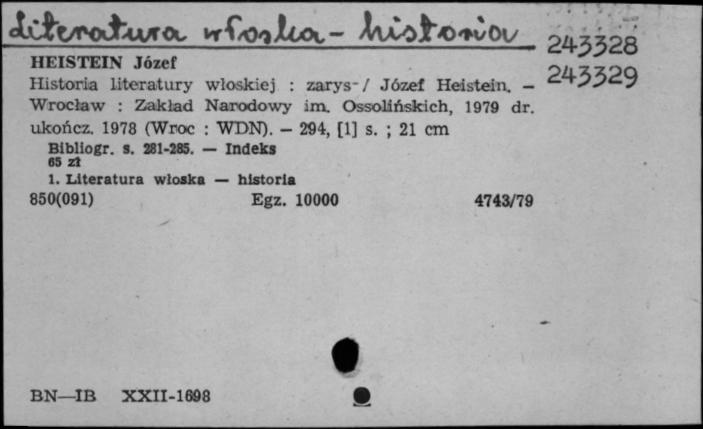 Literatura włoska - historia
243328
243329
HEISTEIN Józef
Historia literatury włoskiej : zarys / Józef Heistein. —
Wrocław : Zakład Narodowy im. Ossolińskich, 1979 dr.
ukończ. 1978 (Wroc : WDN). — 294, [1] s. ; 21 cm
Bibliogr. s. 281-285. — Indeks
65 zł
1. Literatura włoska — historia
850(091) Egz. 10000 4743/79
BN—IB XXII-1698